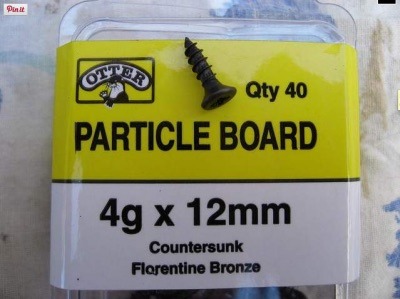 Pin it
OTTER
Qty 40
PARTICLE BOARD
4g x 12mm
Countersunk
Florentine Bronze